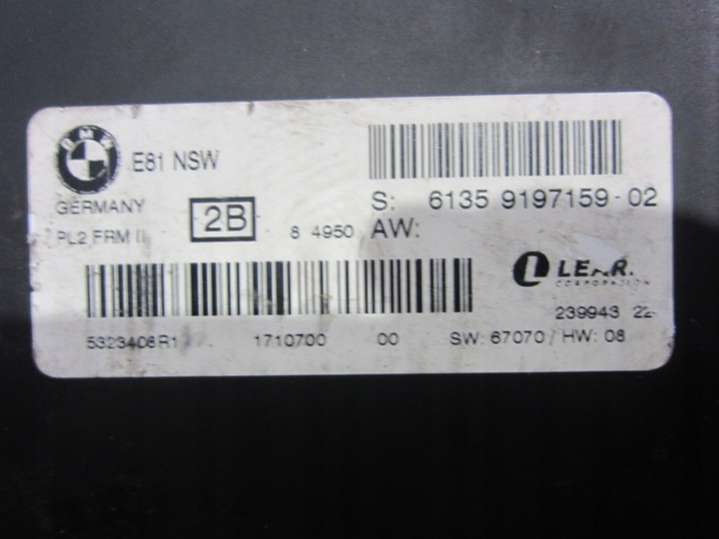 BMW
E81 NSW
GERMANY
PL2 FRM II
2B
8 4950
S: 6135 9197159-02
AW:
LEAR.
CORPORATION
239943 22
5323406R1 1710700 00 SW: 67070 / HW: 08